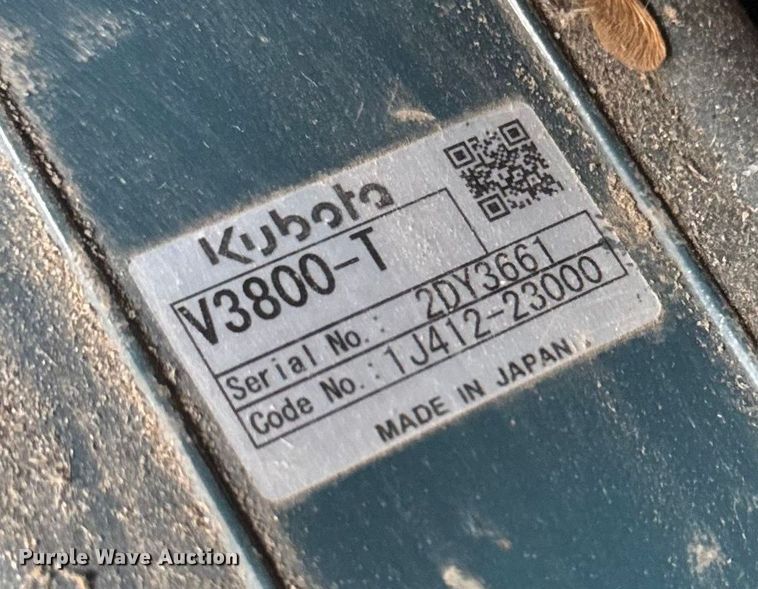 Kubota
V3800-T
Serial No.: 2DY3661
Code No.: 1J412-23000
MADE IN JAPAN
Purple Wave Auction